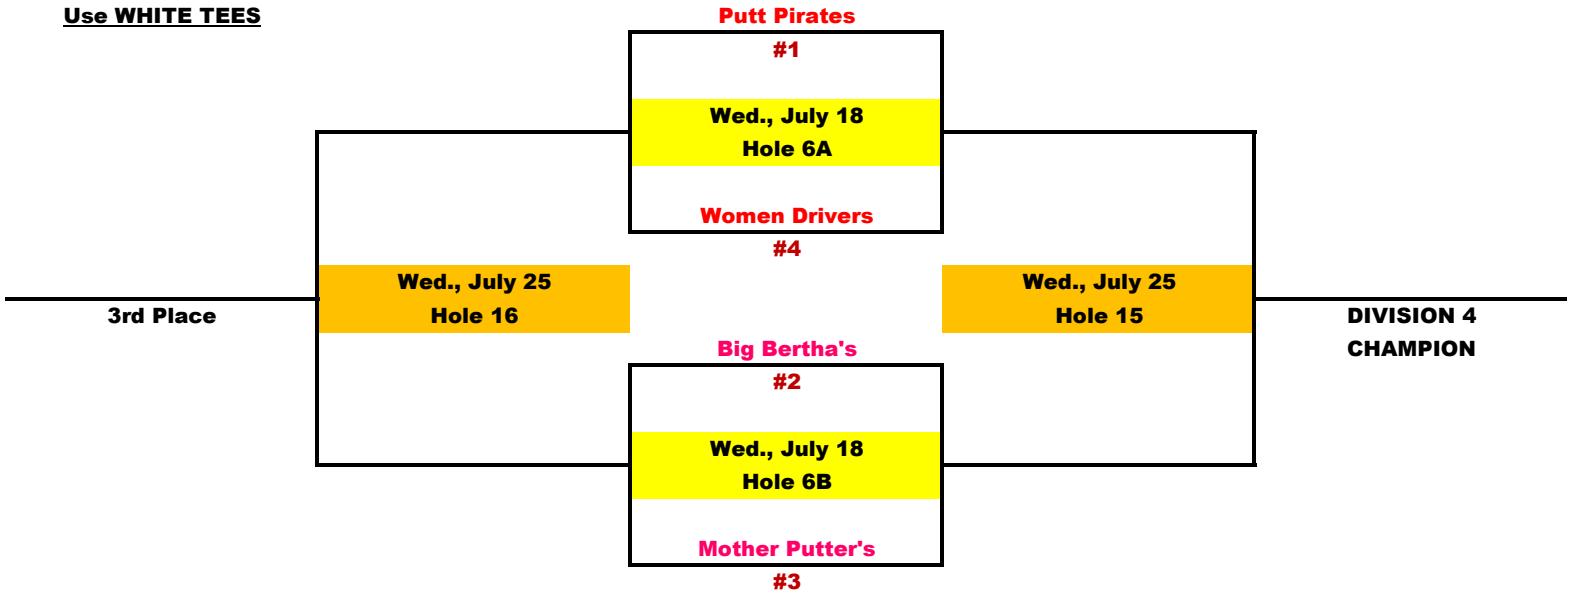 Use WHITE TEES
Putt Pirates
#1
Wed., July 18
Hole 6A
Women Drivers
#4
Wed., July 25
Hole 16
3rd Place
Wed., July 25
Hole 15
DIVISION 4
CHAMPION
Big Bertha's
#2
Wed., July 18
Hole 6B
Mother Putter's
#3